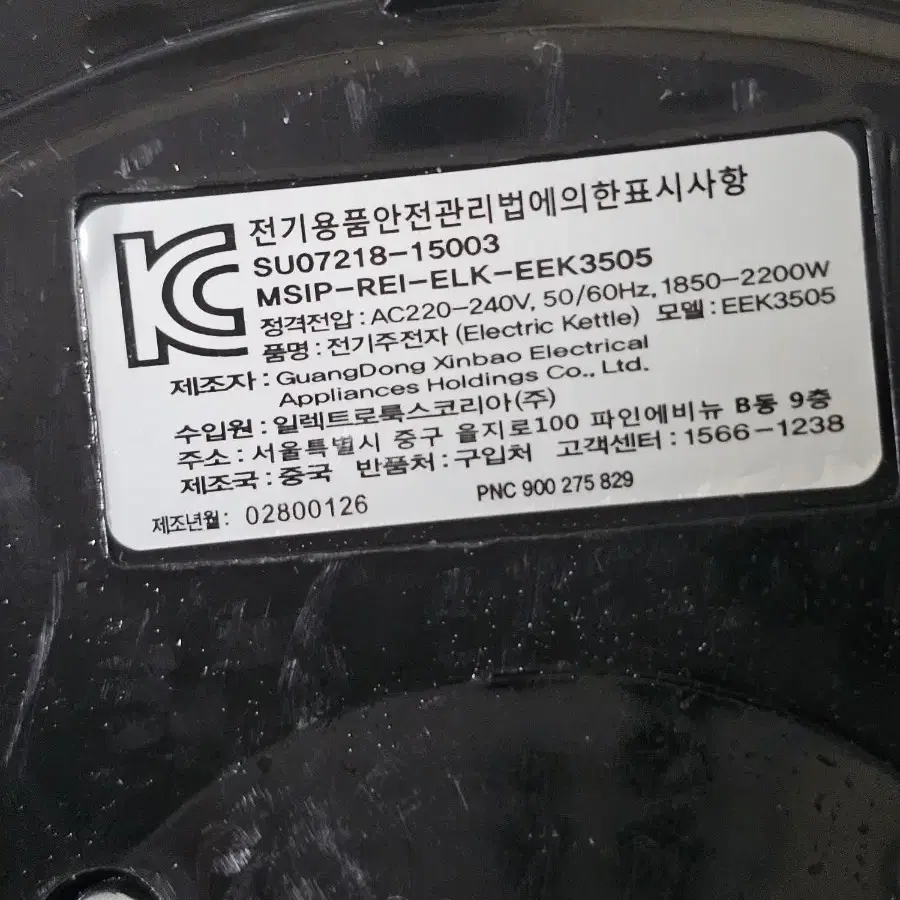 KC 전기용품안전관리법에의한표시사항
SU07218-15003
MSIP-REI-ELK-EEK3505
정격전압 : AC220-240V, 50/60Hz, 1850-2200W
품명 : 전기주전자 (Electric Kettle) 모델 : EEK3505
제조자 : GuangDong Xinbao Electrical
Appliances Holdings Co., Ltd.
수입원 : 일렉트로룩스코리아(주)
주소 : 서울특별시 중구 을지로100 파인에비뉴 B동 9층
제조국 : 중국 반품처 : 구입처 고객센터 : 1566-1238
제조년월 : 02800126 PNC 900 275 829